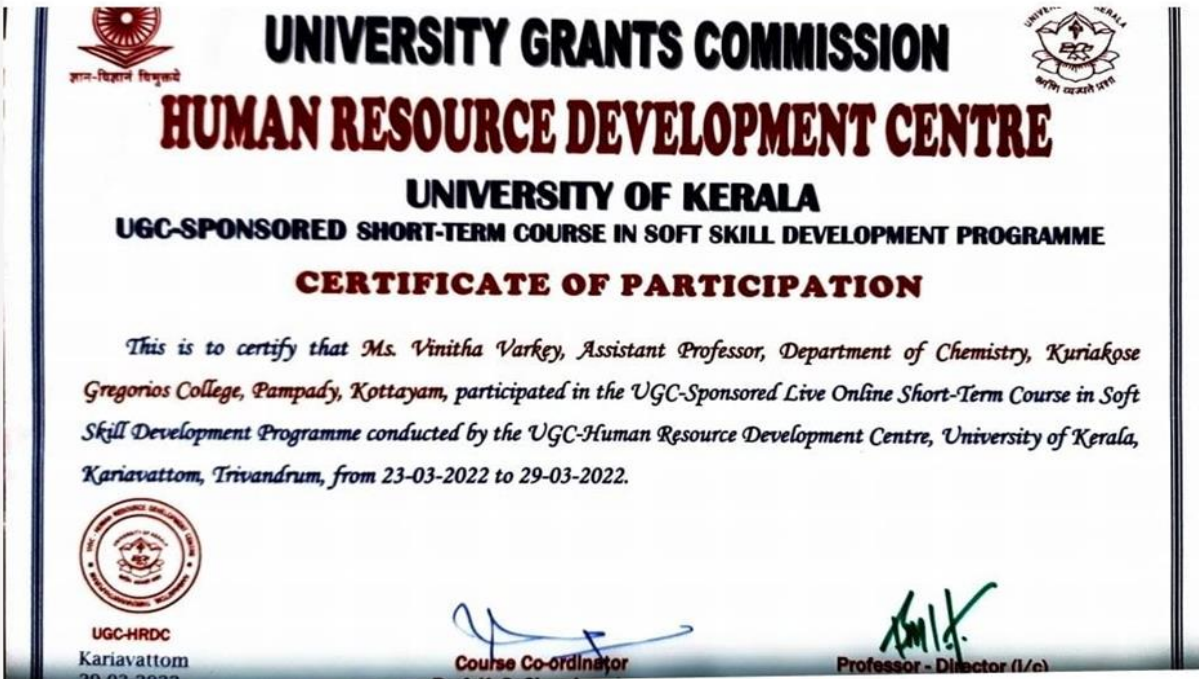 ज्ञान-विज्ञानं विमुक्तये
UNIVERSITY GRANTS COMMISSION
HUMAN RESOURCE DEVELOPMENT CENTRE
UNIVERSITY OF KERALA
UGC-SPONSORED SHORT-TERM COURSE IN SOFT SKILL DEVELOPMENT PROGRAMME
CERTIFICATE OF PARTICIPATION
This is to certify that Ms. Vinitha Varkey, Assistant Professor, Department of Chemistry, Kuriakose
Gregorios College, Pampady, Kottayam, participated in the UGC-Sponsored Live Online Short-Term Course in Soft
Skill Development Programme conducted by the UGC-Human Resource Development Centre, University of Kerala,
Kariavattom, Trivandrum, from 23-03-2022 to 29-03-2022.
UGC-HRDC
Kariavattom
Course Co-ordinator
Professor - Director (I/c)